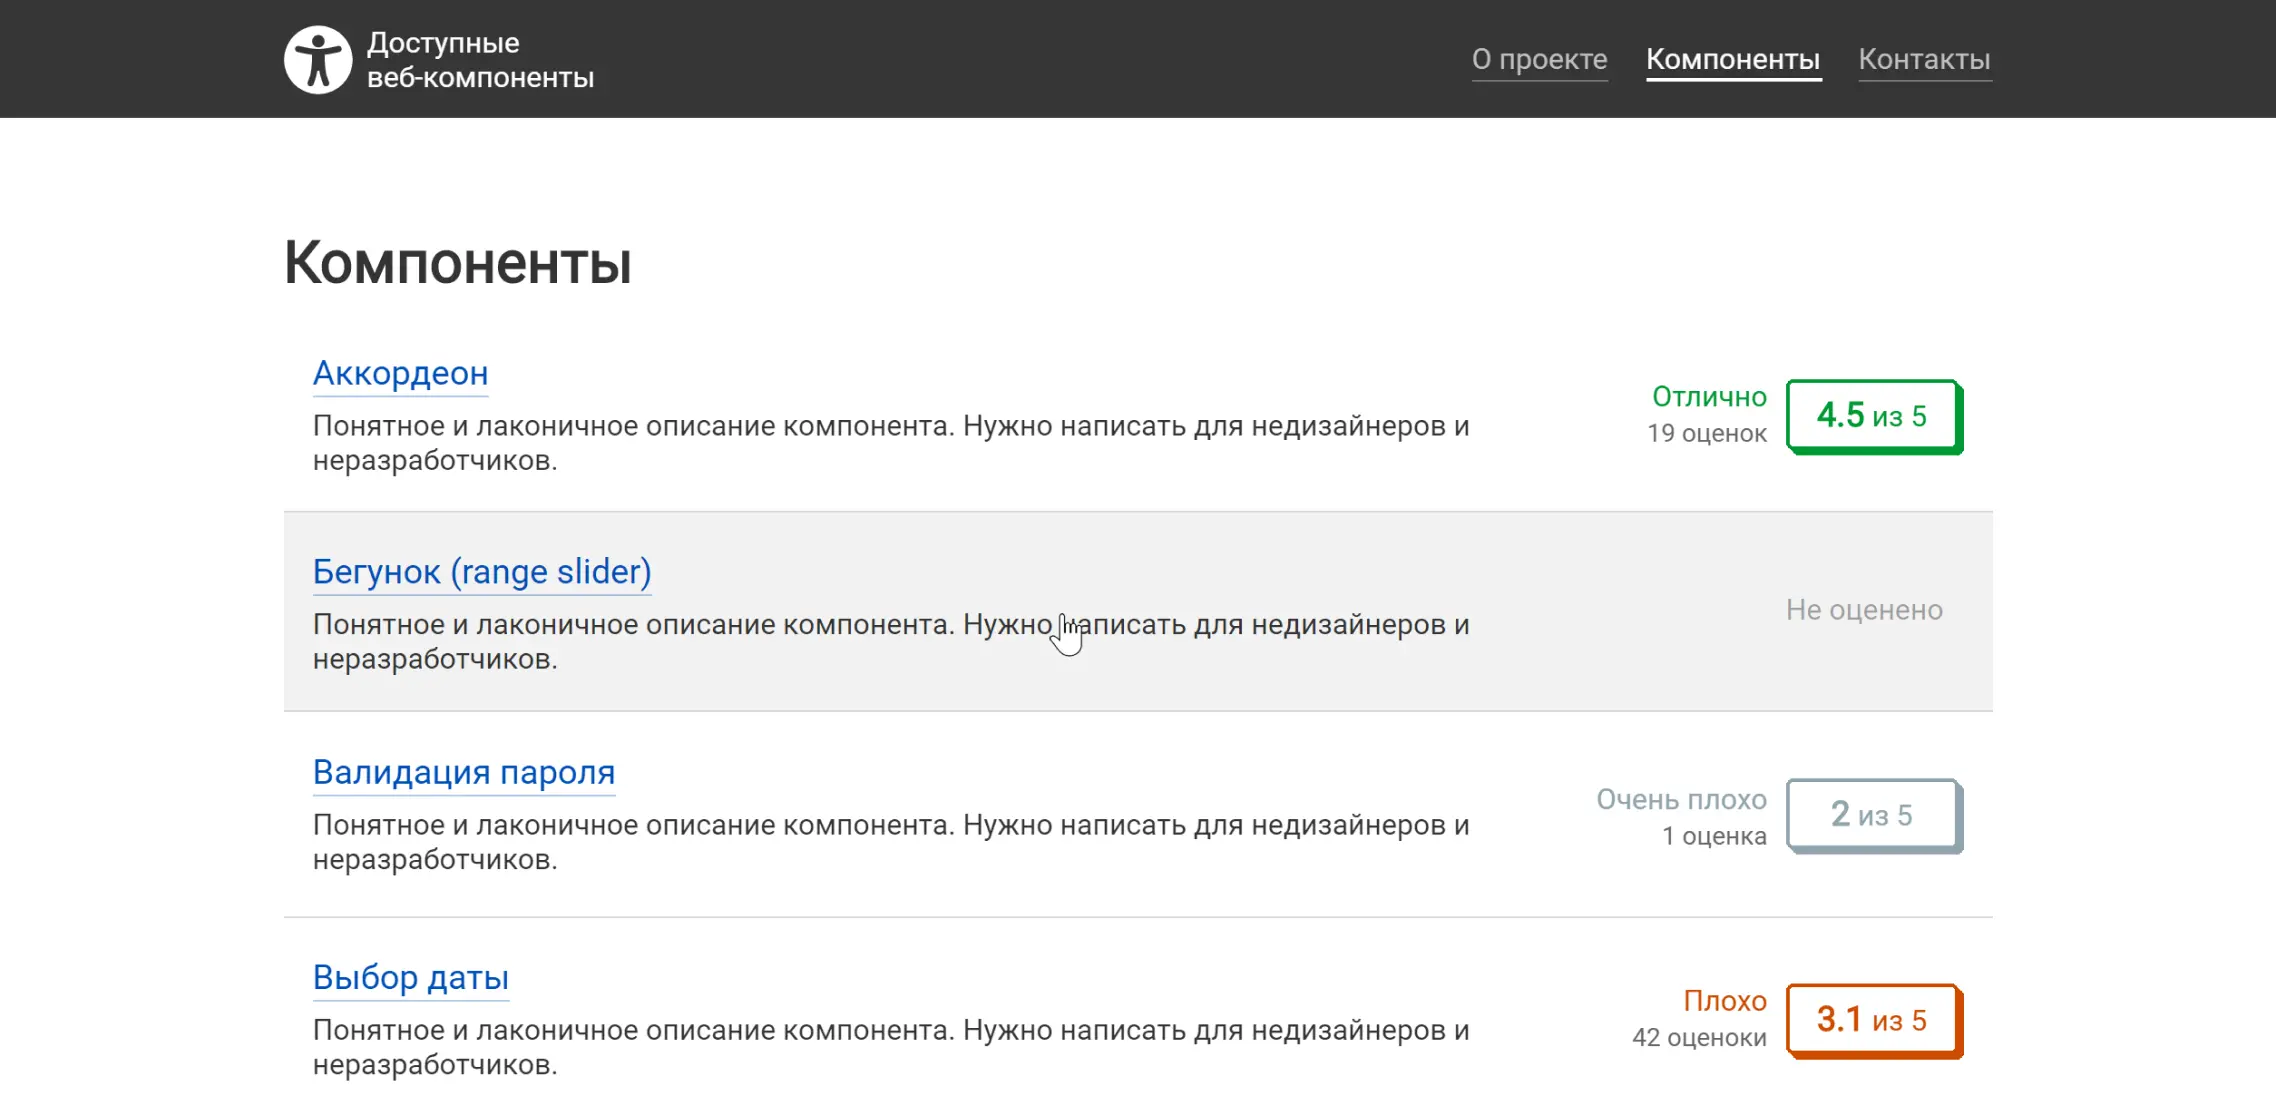 Доступные
веб-компоненты
О проекте Компоненты Контакты
Компоненты
Аккордеон
Понятное и лаконичное описание компонента. Нужно написать для недизайнеров и
неразработчиков.
Отлично
19 оценок
4.5 из 5
Бегунок (range slider)
Понятное и лаконичное описание компонента. Нужно написать для недизайнеров и
неразработчиков.
Не оценено
Валидация пароля
Понятное и лаконичное описание компонента. Нужно написать для недизайнеров и
неразработчиков.
Очень плохо
1 оценка
2 из 5
Выбор даты
Понятное и лаконичное описание компонента. Нужно написать для недизайнеров и
неразработчиков.
Плохо
42 оценоки
3.1 из 5